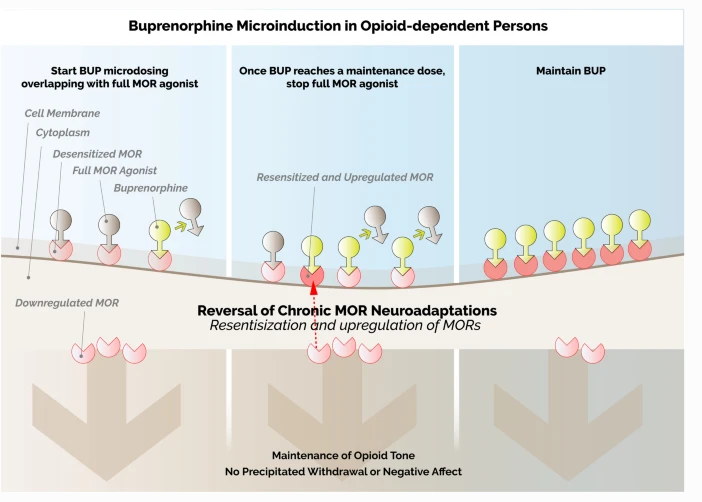 Buprenorphine Microinduction in Opioid-dependent Persons
Start BUP microdosing
overlapping with full MOR agonist
Once BUP reaches a maintenance dose,
stop full MOR agonist
Maintain BUP
Cell Membrane
Cytoplasm
Desensitized MOR
Full MOR Agonist
Buprenorphine
Resensitized and Upregulated MOR
Downregulated MOR
Reversal of Chronic MOR Neuroadaptations
Resentisization and upregulation of MORs
Maintenance of Opioid Tone
No Precipitated Withdrawal or Negative Affect